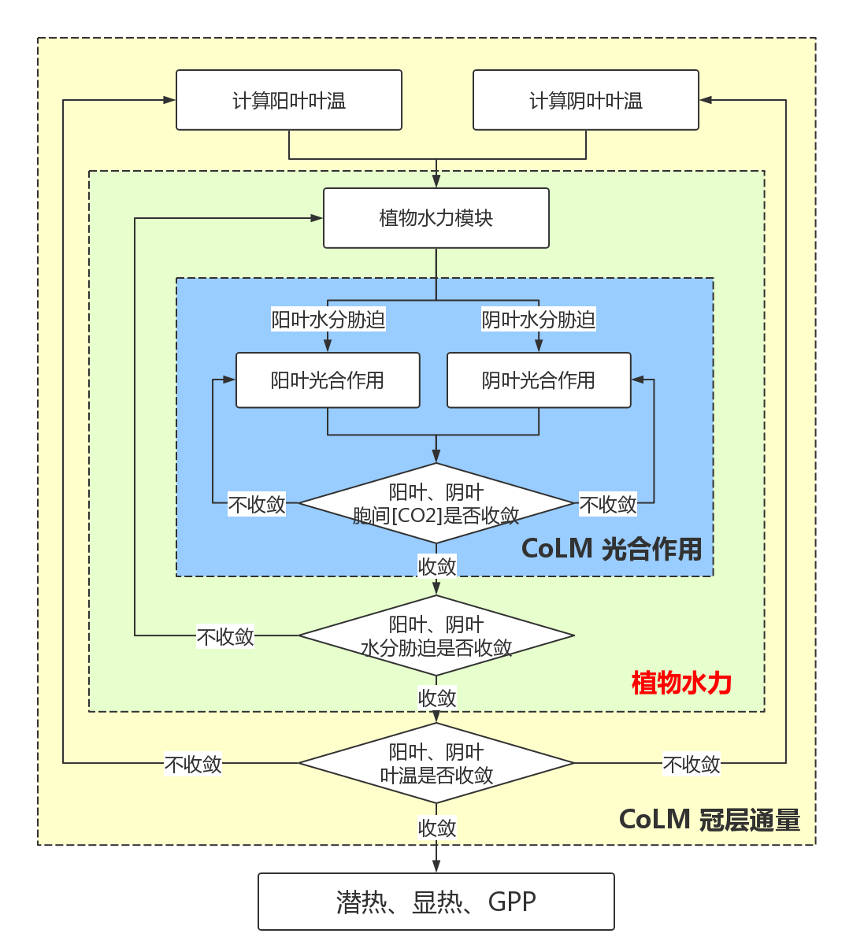 计算阳叶叶温
计算阴叶叶温
植物水力模块
阳叶水分胁迫
阴叶水分胁迫
阳叶光合作用
阴叶光合作用
不收敛
阳叶、阴叶
胞间[CO2]是否收敛
不收敛
CoLM 光合作用
收敛
阳叶、阴叶
水分胁迫是否收敛
不收敛
植物水力
收敛
阳叶、阴叶
叶温是否收敛
不收敛
不收敛
CoLM 冠层通量
收敛
潜热、显热、GPP